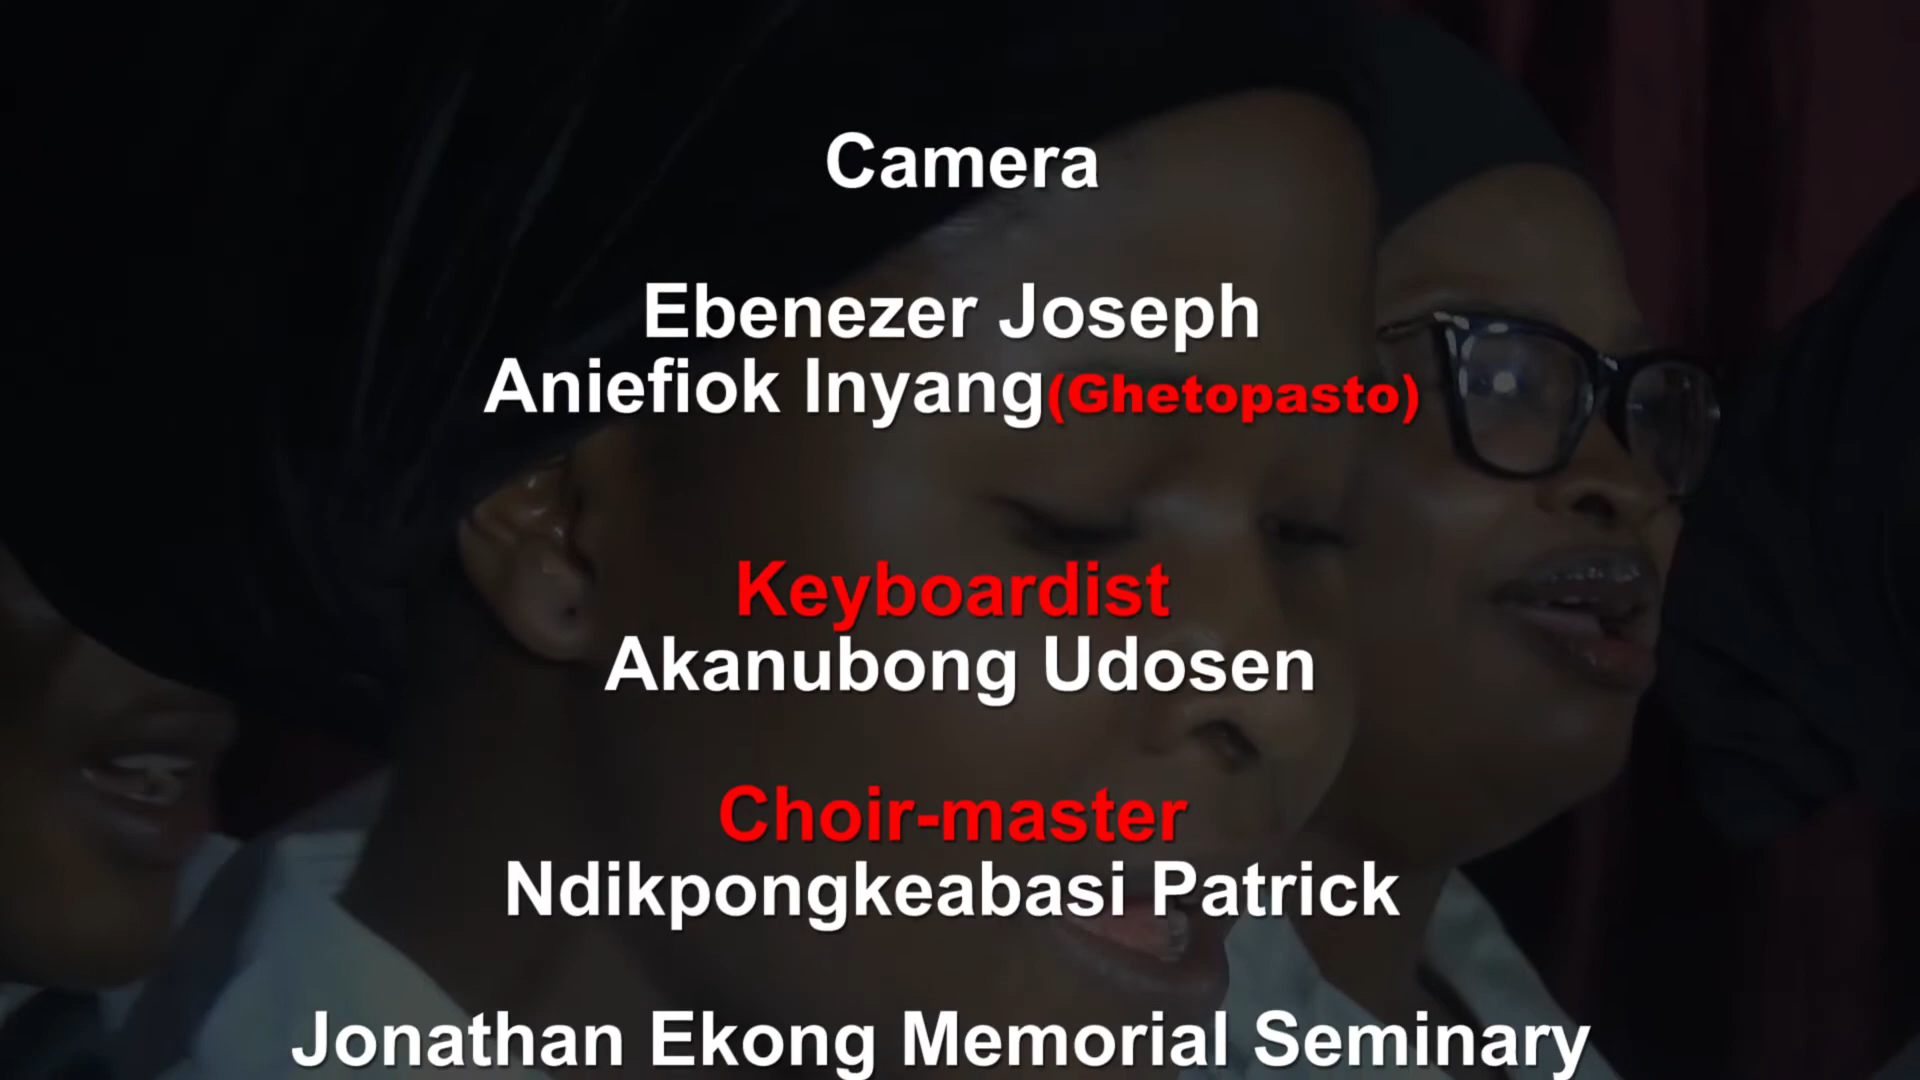 Camera
Ebenezer Joseph
Aniefiok Inyang(Ghetopasto)
Keyboardist
Akanubong Udosen
Choir-master
Ndikpongkeabasi Patrick
Jonathan Ekong Memorial Seminary